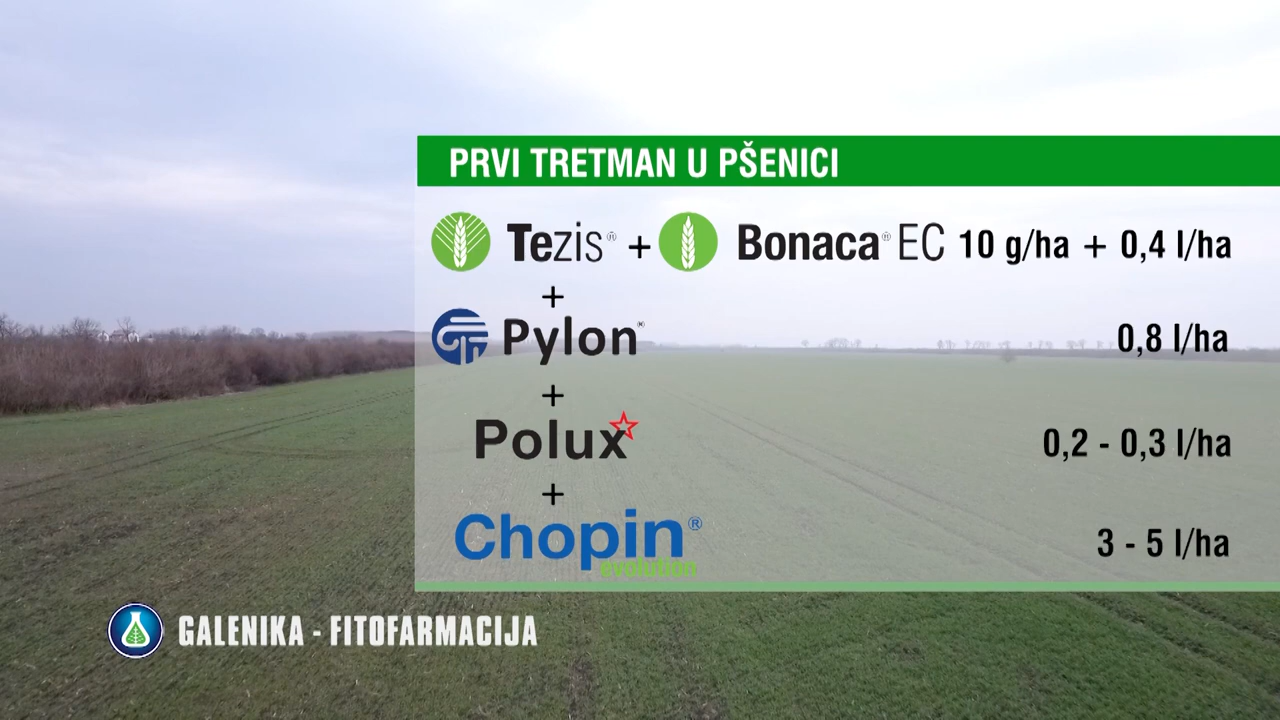 PRVI TRETMAN U PŠENICI
Tezis® + Bonaca® EC 10 g/ha + 0,4 l/ha
+
Pylon® 0,8 l/ha
+
Polux 0,2 - 0,3 l/ha
+
Chopin® 3 - 5 l/ha
evolution
GALENIKA - FITOFARMACIJA